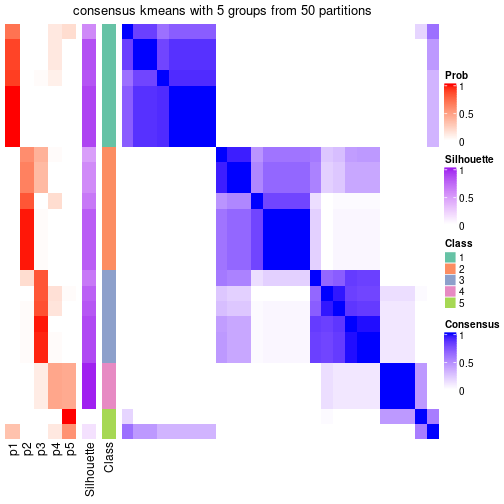 consensus kmeans with 5 groups from 50 partitions
Prob
1
0.5
0
Silhouette
1
0.5
0
Class
1
2
3
4
5
Consensus
1
0.5
0
p1
p2
p3
p4
p5
Silhouette
Class